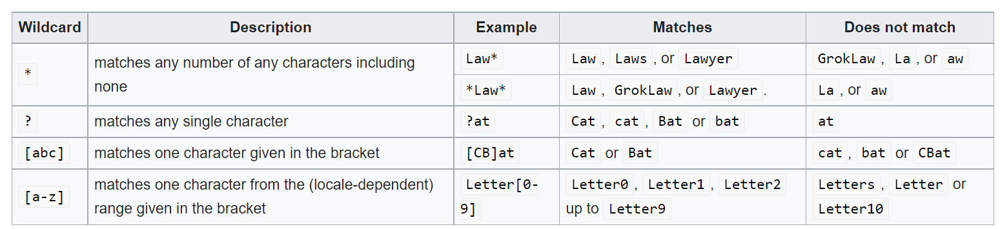 Wildcard Description Example Matches Does not match
* matches any number of any characters including none Law* Law , Laws , or Lawyer GrokLaw , La , or aw
*Law* Law , GrokLaw , or Lawyer . La , or aw
? matches any single character ?at Cat , cat , Bat or bat at
[abc] matches one character given in the bracket [CB]at Cat or Bat cat , bat or CBat
[a-z] matches one character from the (locale-dependent) Letter[0- Letter0 , Letter1 , Letter2 Letters , Letter or
range given in the bracket 9] up to Letter9 Letter10